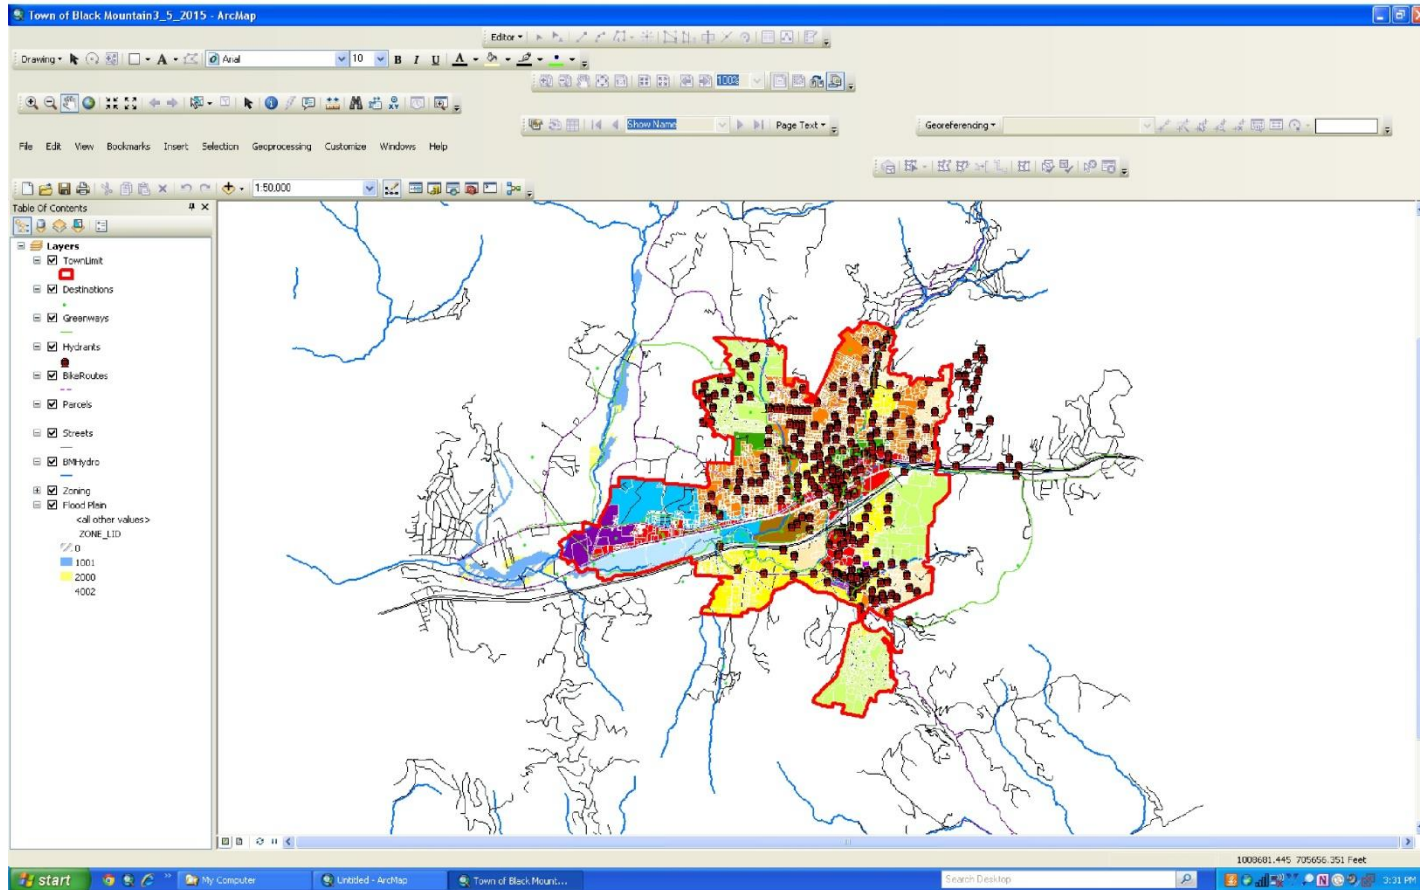 Town of Black Mountain3_5_2015 - ArcMap
Editor
Drawing A Arial 10 B I U A
100%
Show Name Page Text Georeferencing
File Edit View Bookmarks Insert Selection Geoprocessing Customize Windows Help
1:50,000
Table Of Contents
Layers
TownLimit
Destinations
Greenways
Hydrants
BikeRoutes
Parcels
Streets
BMHydro
Zoning
Flood Plain
<all other values>
ZONE_LID
0
1001
2000
4002
1008681.445 705656.351 Feet
start My Computer Untitled - ArcMap Town of Black Mount... Search Desktop 3:31 PM